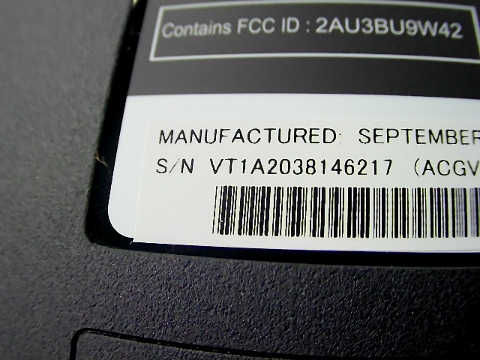 Contains FCC ID : 2AU3BU9W42
MANUFACTURED: SEPTEMBER
S/N VT1A2038146217 (ACGV